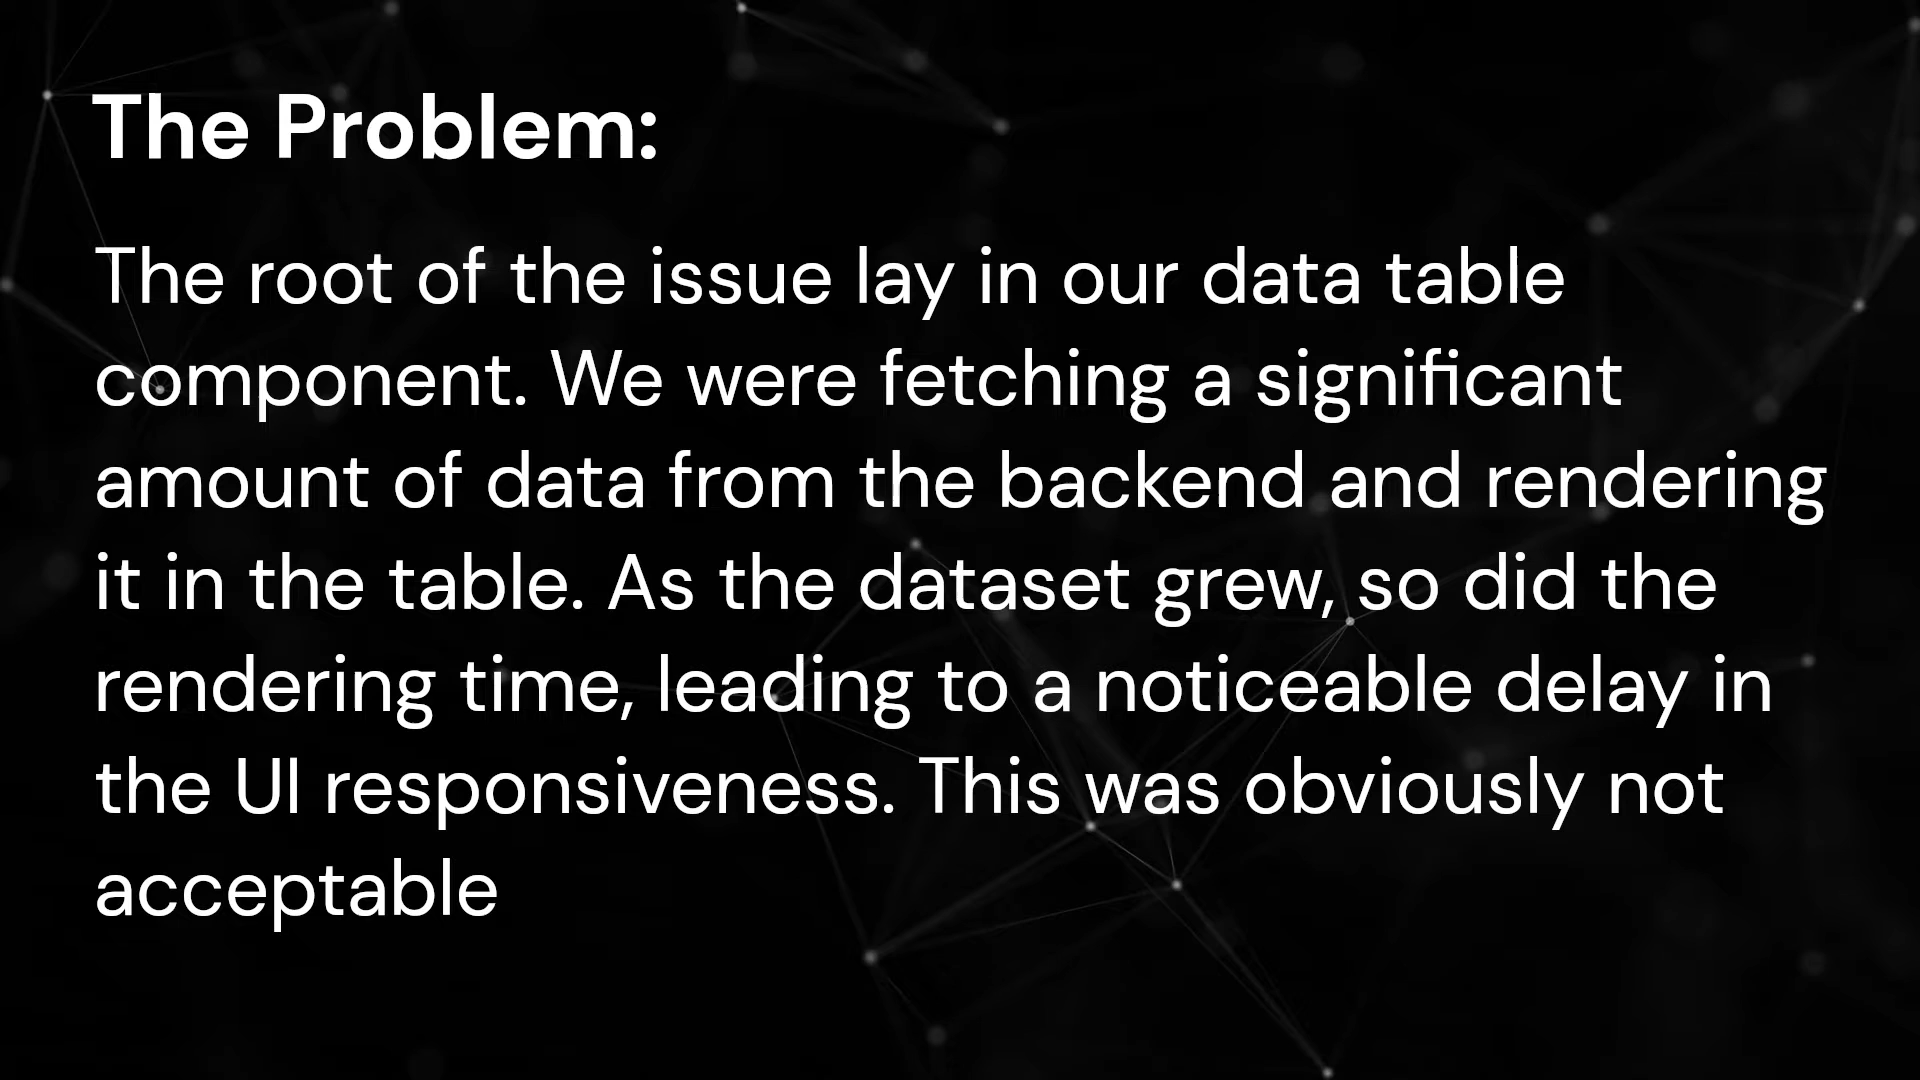 The Problem:
The root of the issue lay in our data table
component. We were fetching a significant
amount of data from the backend and rendering
it in the table. As the dataset grew, so did the
rendering time, leading to a noticeable delay in
the UI responsiveness. This was obviously not
acceptable